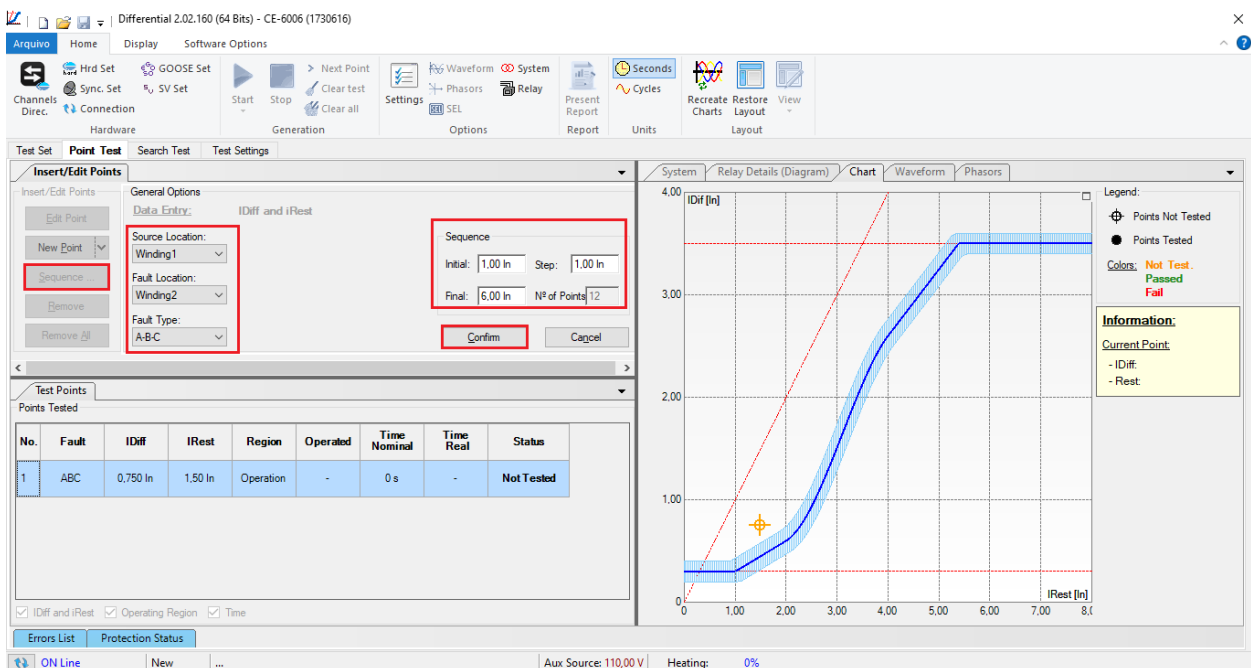 Differential 2.02.160 (64 Bits) - CE-6006 (1730616)
Arquivo Home Display Software Options
Channels Direc.
Hrd Set
Sync. Set
Connection
GOOSE Set
SV Set
Hardware
Start
Stop
Next Point
Clear test
Clear all
Generation
Settings
Waveform
Phasors
SEL
System
Relay
Options
Present Report
Report
Seconds
Cycles
Units
Recreate Charts
Restore Layout
View
Layout
Test Set Point Test Search Test Test Settings
Insert/Edit Points
Insert/Edit Points
Edit Point
New Point
Sequence ...
Remove
Remove All
General Options
Data Entry: IDiff and iRest
Source Location:
Winding1
Fault Location:
Winding2
Fault Type:
A-B-C
Sequence
Initial: 1,00 In Step: 1,00 In
Final: 6,00 In Nº of Points 12
Confirm Cancel
Test Points
Points Tested
No. Fault IDiff IRest Region Operated Time Nominal Time Real Status
1 ABC 0,750 In 1,50 In Operation - 0 s - Not Tested
IDiff and iRest Operating Region Time
System Relay Details (Diagram) Chart Waveform Phasors
IDif [In]
4,00
3,00
2,00
1,00
0
0 1,00 2,00 3,00 4,00 5,00 6,00 7,00 8,(
IRest [In]
Legend:
Points Not Tested
Points Tested
Colors: Not Test.
Passed
Fail
Information:
Current Point:
- IDiff:
- Rest:
Errors List Protection Status
ON Line New ... Aux Source: 110,00 V Heating: 0%